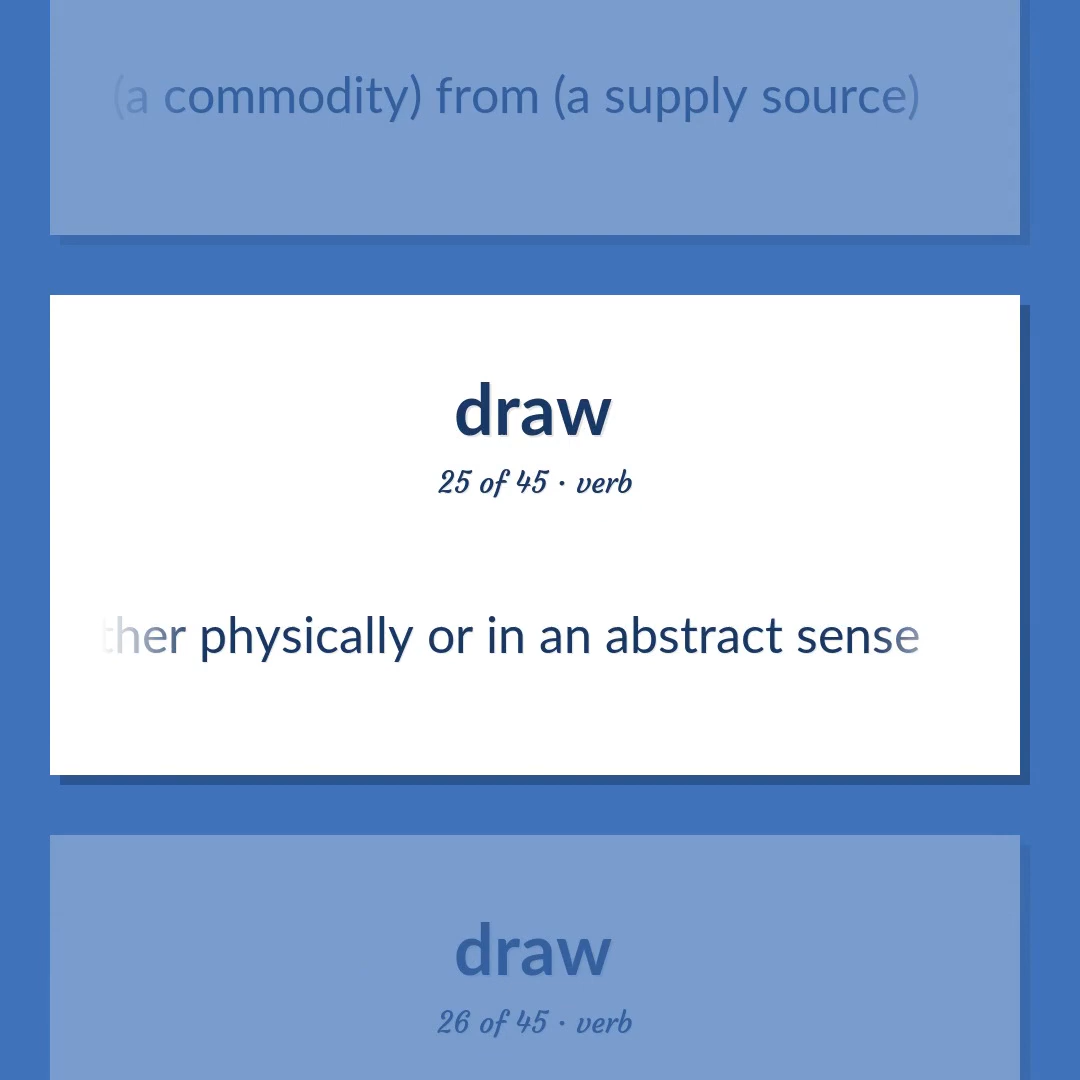 (a commodity) from (a supply source)
draw
25 of 45 · verb
ther physically or in an abstract sense
draw
26 of 45 · verb